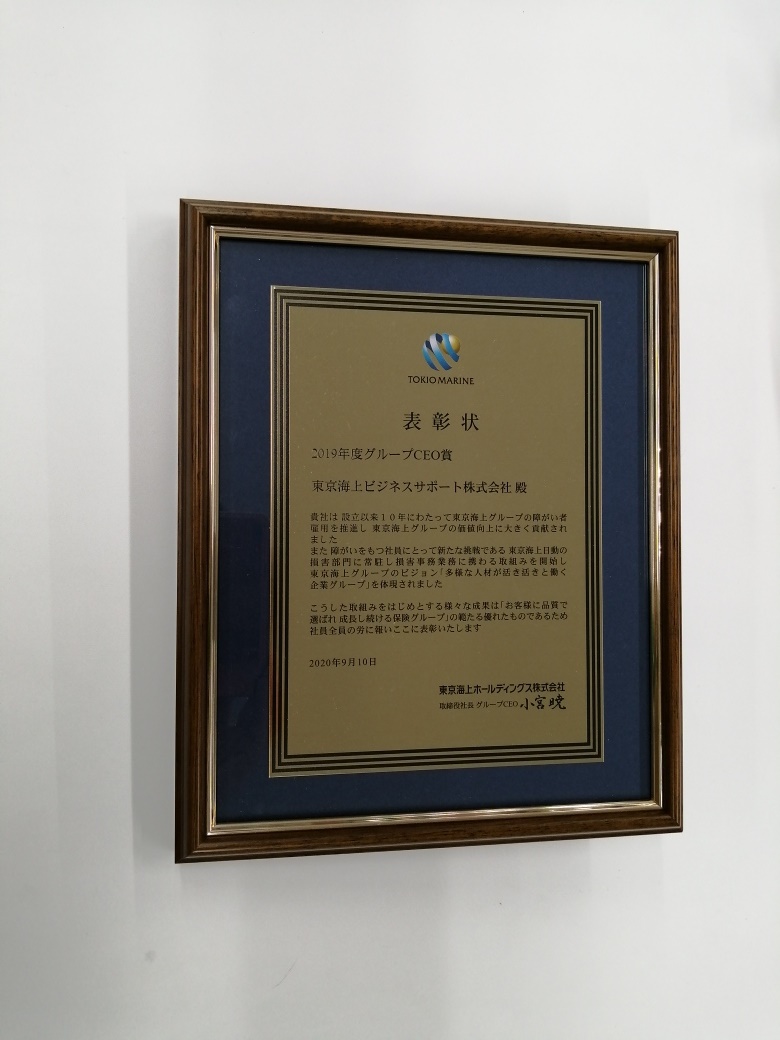 TOKIO MARINE
表彰状
2019年度グループCEO賞
東京海上ビジネスサポート株式会社 殿
貴社は 設立以来10年にわたって東京海上グループの障がい者
雇用を推進し 東京海上グループの価値向上に大きく貢献され
ました
また 障がいをもつ社員にとって新たな挑戦である 東京海上日動の
損害部門に常駐し損害事務業務に携わる取組みを開始し
東京海上グループのビジョン「多様な人材が活き活きと働く
企業グループ」を体現されました
こうした取組みをはじめとする様々な成果は「お客様に品質で
選ばれ 成長し続ける保険グループ」の範たる優れたものであるため
社員全員の労に報いここに表彰いたします
2020年9月10日
東京海上ホールディングス株式会社
取締役社長 グループCEO 小宮 暁